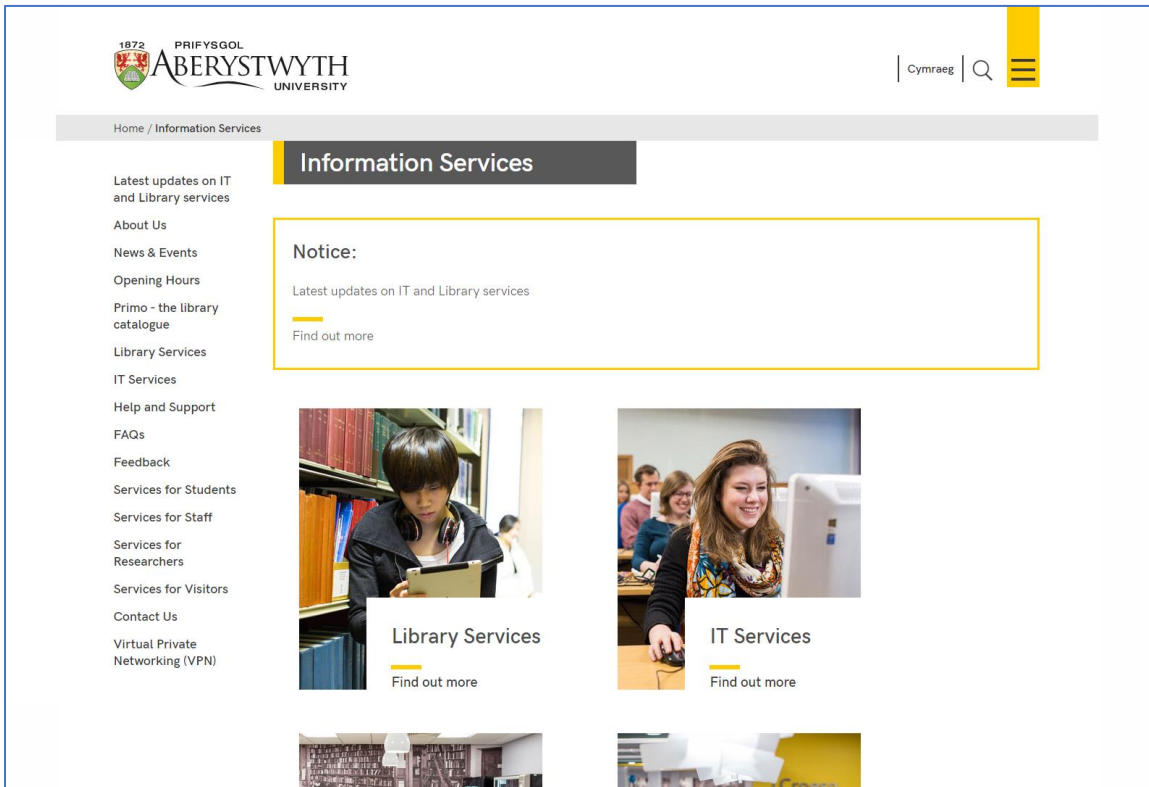 1872
PRIFYSGOL
ABERYSTWYTH
UNIVERSITY
Cymraeg
Home / Information Services
Information Services
Latest updates on IT
and Library services
About Us
News & Events
Opening Hours
Primo - the library
catalogue
Library Services
IT Services
Help and Support
FAQs
Feedback
Services for Students
Services for Staff
Services for
Researchers
Services for Visitors
Contact Us
Virtual Private
Networking (VPN)
Notice:
Latest updates on IT and Library services
Find out more
Library Services
Find out more
IT Services
Find out more